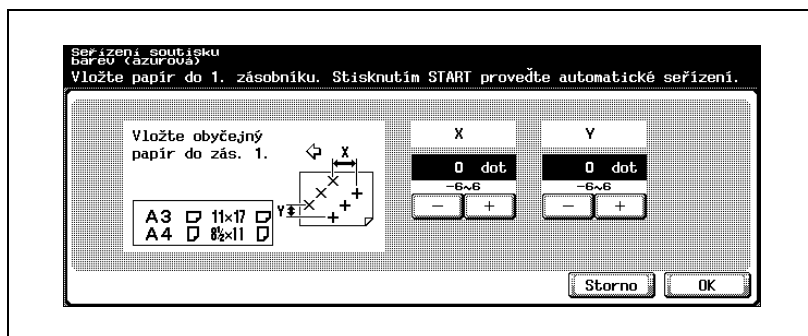 Seřízení soutisku
barev (azurová)
Vložte papír do 1. zásobníku. Stisknutím START proveďte automatické seřízení.
Vložte obyčejný
papír do zás. 1.
X
Y
A3 11×17
A4 8½×11
X
0 dot
-6~6
- +
Y
0 dot
-6~6
- +
Storno OK